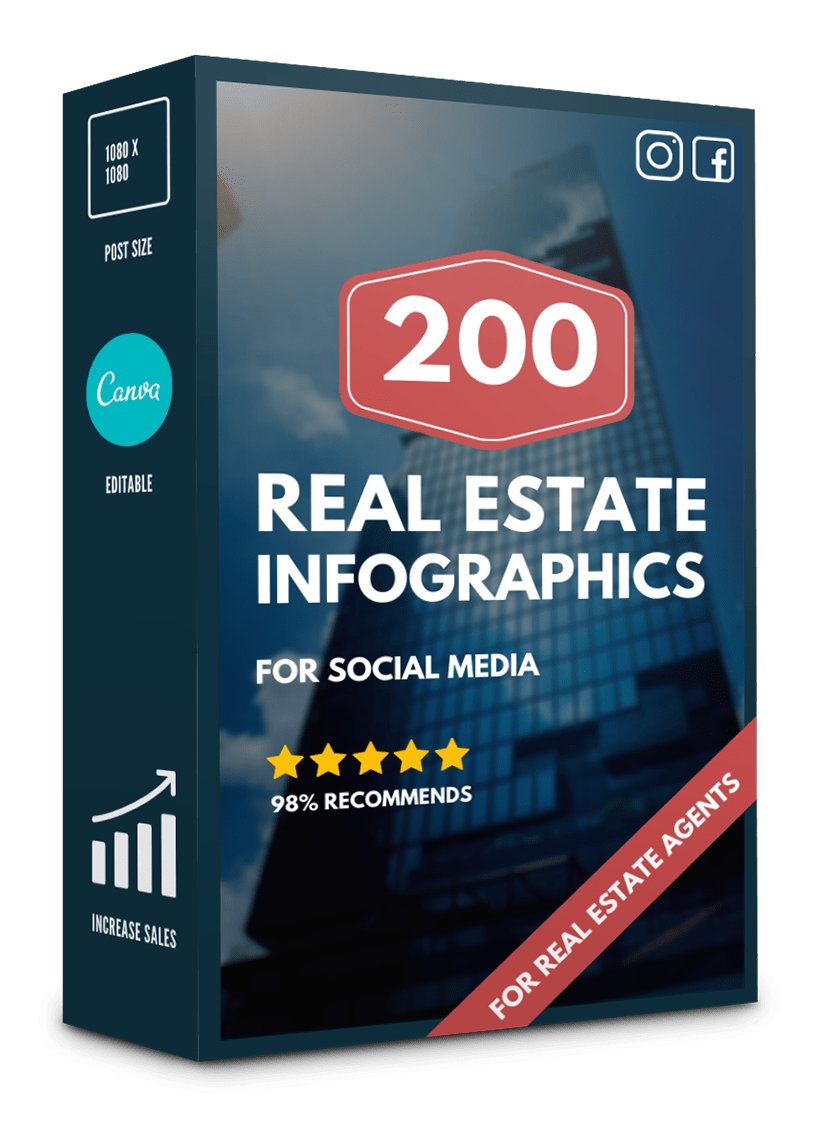 1080 X
1080
POST SIZE
Canva
EDITABLE
INCREASE SALES
200
REAL ESTATE
INFOGRAPHICS
FOR SOCIAL MEDIA
98% RECOMMENDS
FOR REAL ESTATE AGENTS